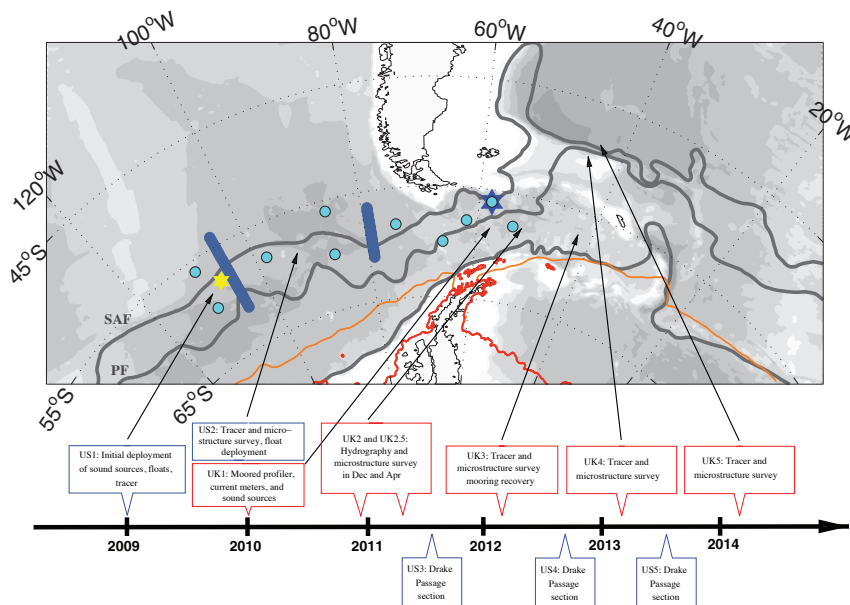 100°W
80°W
60°W
40°W
20°W
120°W
45°S
SAF
PF
55°S
65°S
US1: Initial deployment
of sound sources, floats,
tracer
US2: Tracer and micro–
structure survey, float
deployment
UK1: Moored profiler,
current meters, and
sound sources
UK2 and UK2.5:
Hydrography and
microstructure survey
in Dec and Apr
UK3: Tracer and
microstructure survey
mooring recovery
UK4: Tracer and
microstructure survey
UK5: Tracer and
microstructure survey
2009
2010
2011
2012
2013
2014
US3: Drake
Passage
section
US4: Drake
Passage
section
US5: Drake
Passage
section